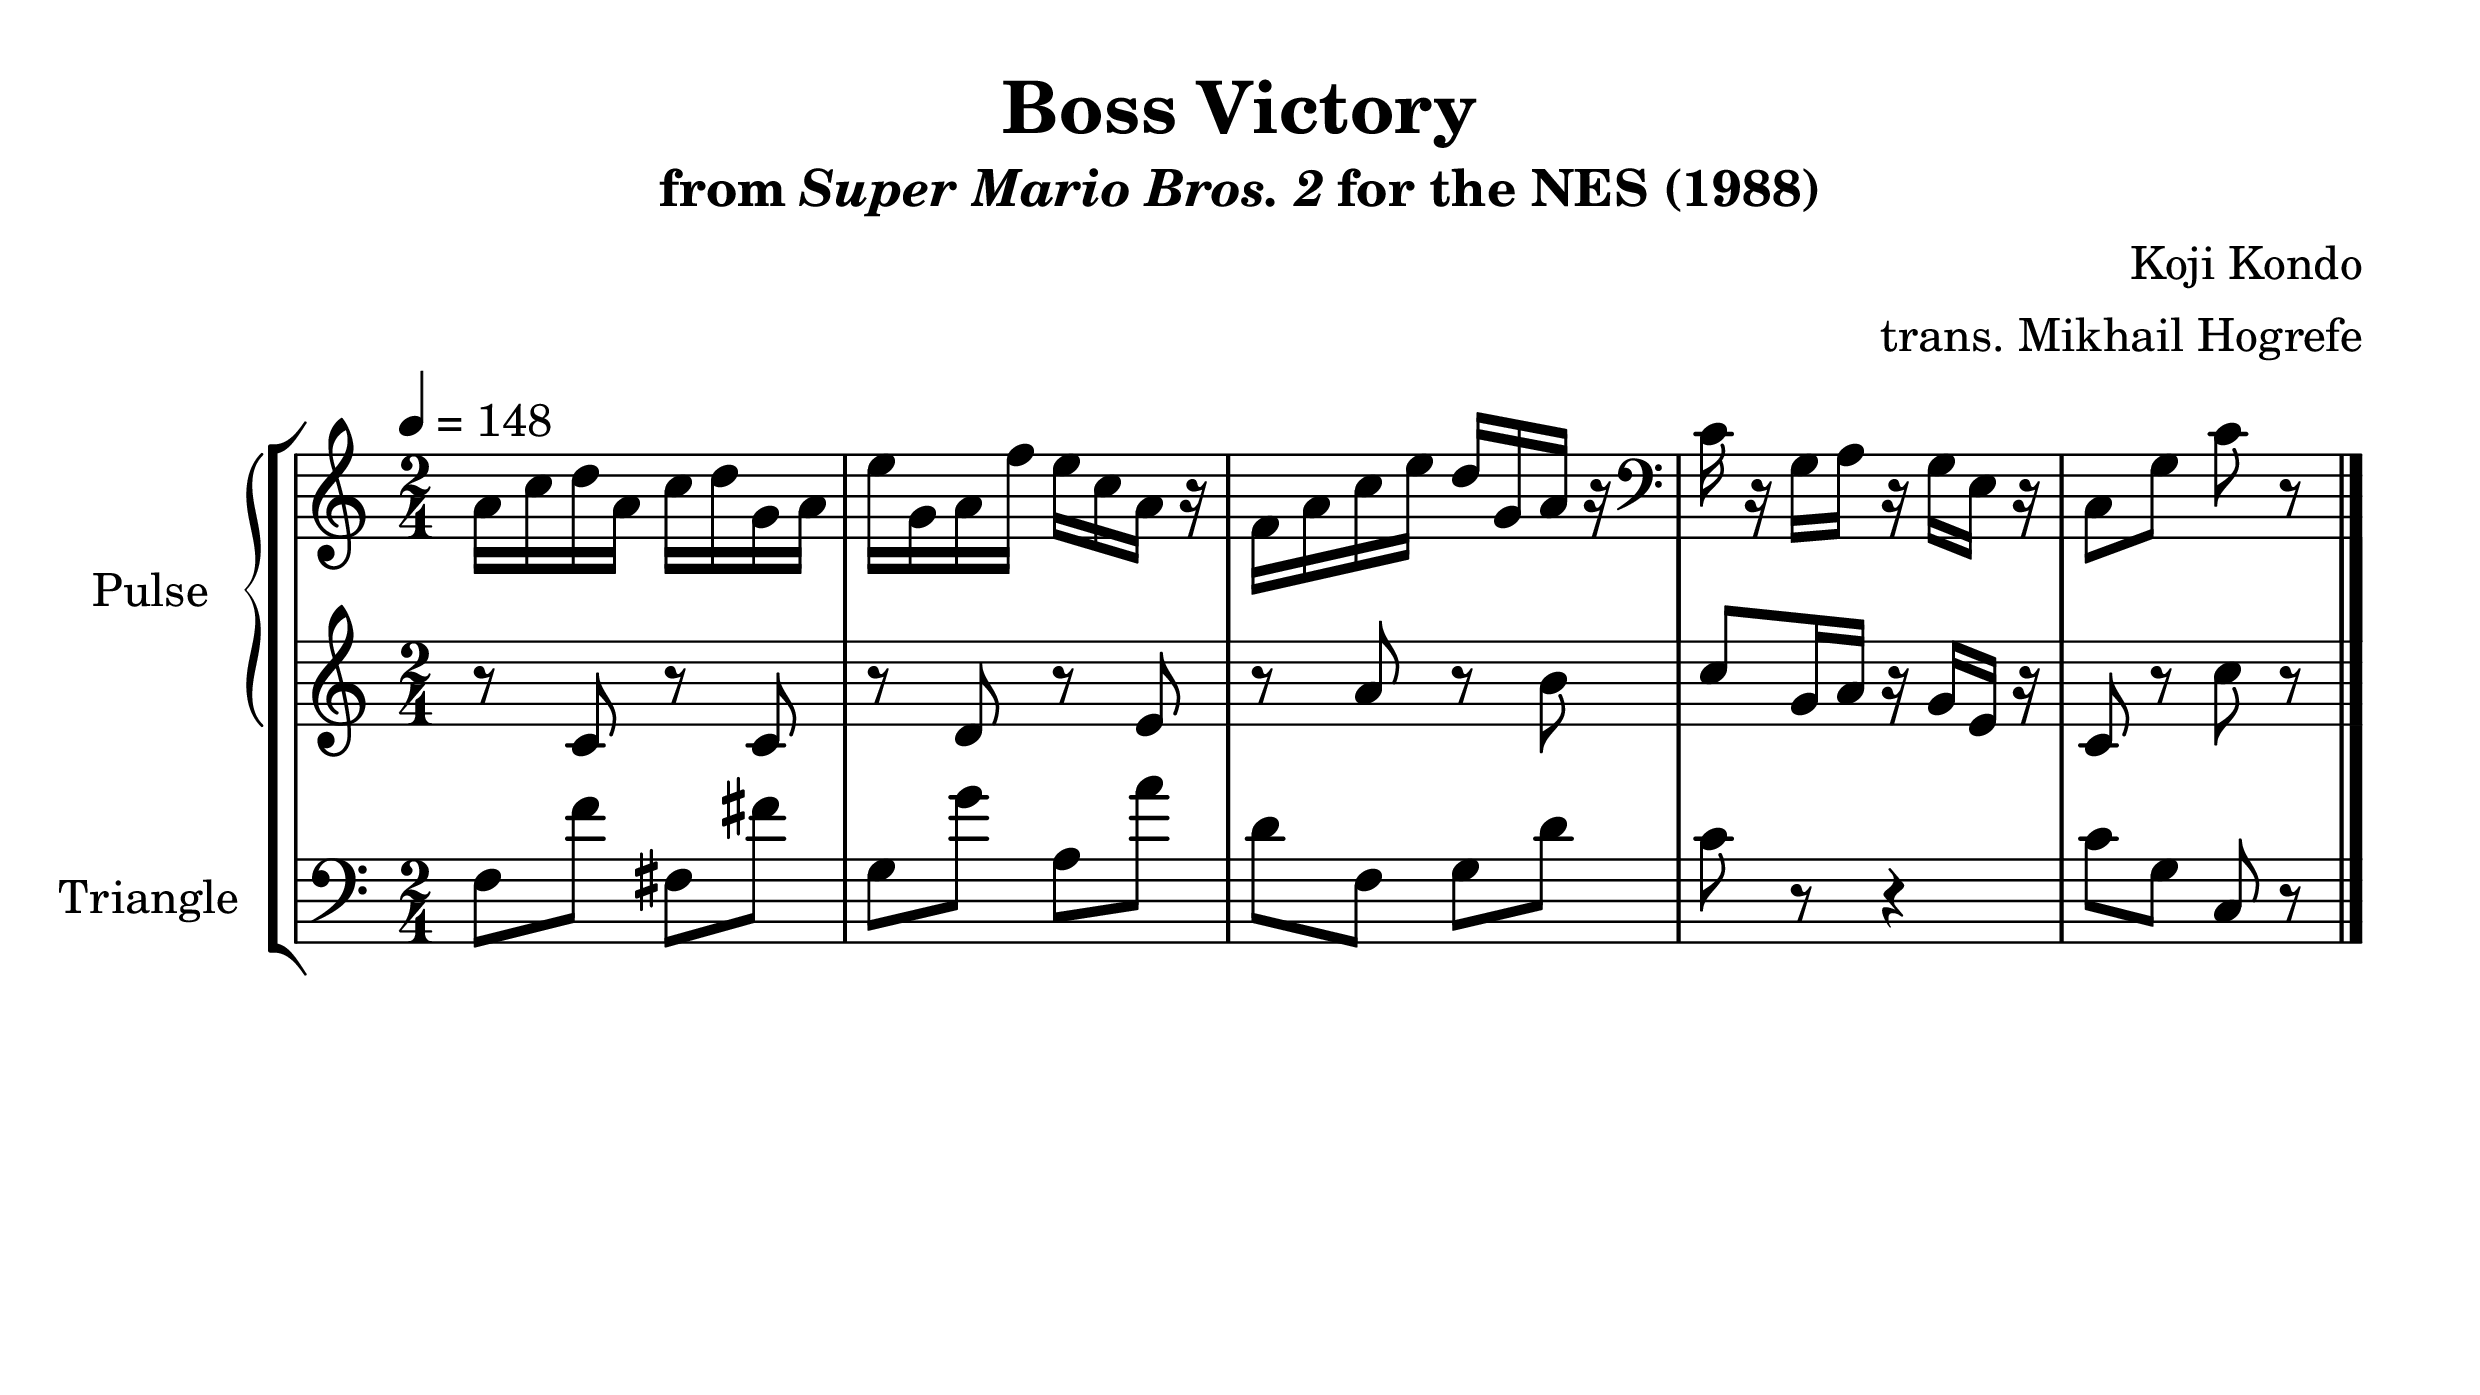 Boss Victory
from Super Mario Bros. 2 for the NES (1988)
Koji Kondo
trans. Mikhail Hogrefe
= 148
Pulse
Triangle